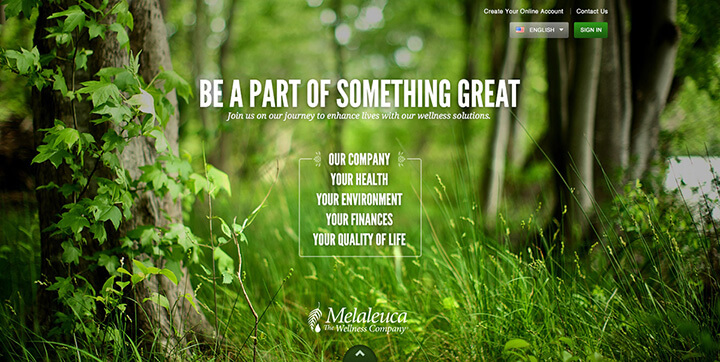 Create Your Online Account | Contact Us
ENGLISH
SIGN IN
BE A PART OF SOMETHING GREAT
Join us on our journey to enhance lives with our wellness solutions.
OUR COMPANY
YOUR HEALTH
YOUR ENVIRONMENT
YOUR FINANCES
YOUR QUALITY OF LIFE
Melaleuca
The Wellness Company